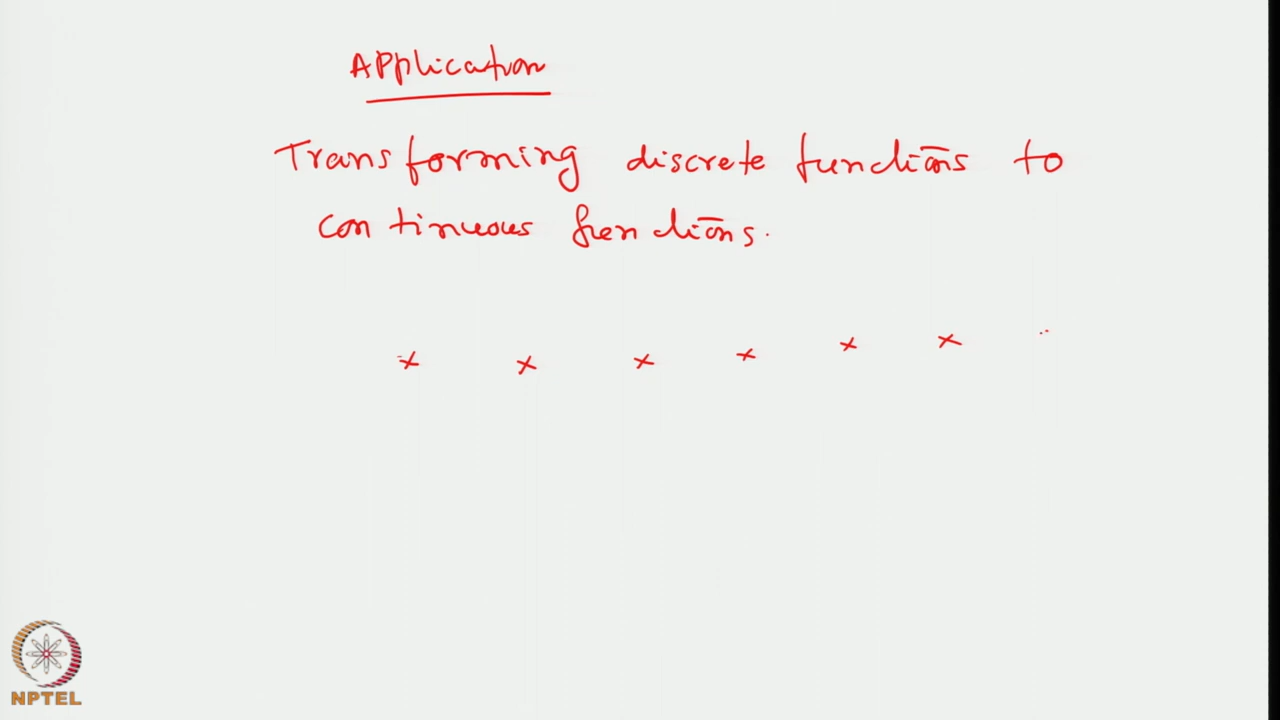 Application
Transforming discrete functions to
continuous functions.
x x x x x x
NPTEL